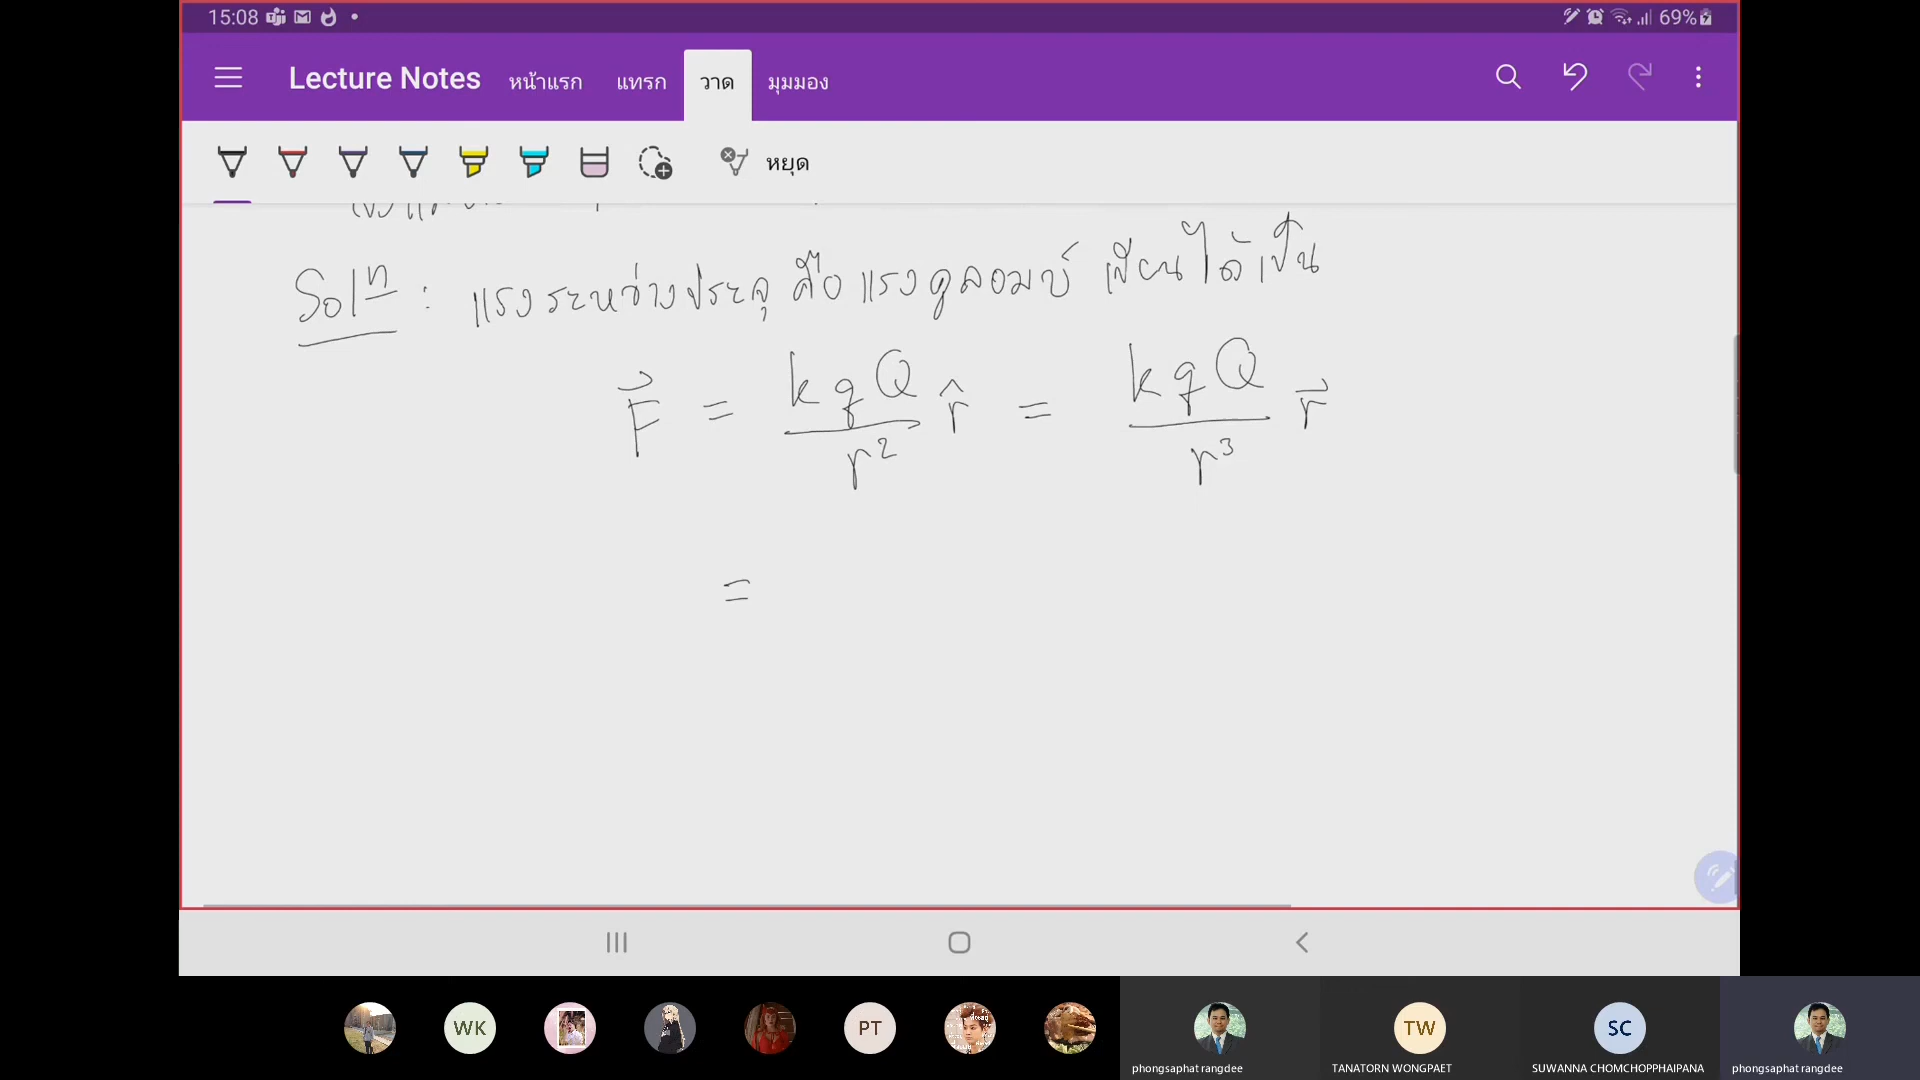 15:08 69%
Lecture Notes หน้าแรก แทรก วาด มุมมอง
หยุด
Solⁿ : แรงระหว่างประจุ คือ แรงคูลอมบ์ เขียนได้เป็น
F⃗ = kqQ/r² r̂ = kqQ/r³ r⃗
=
WK PT TW SC
phongsaphat rangdee TANATORN WONGPAET SUWANNA CHOMCHOPPHAIPANA phongsaphat rangdee